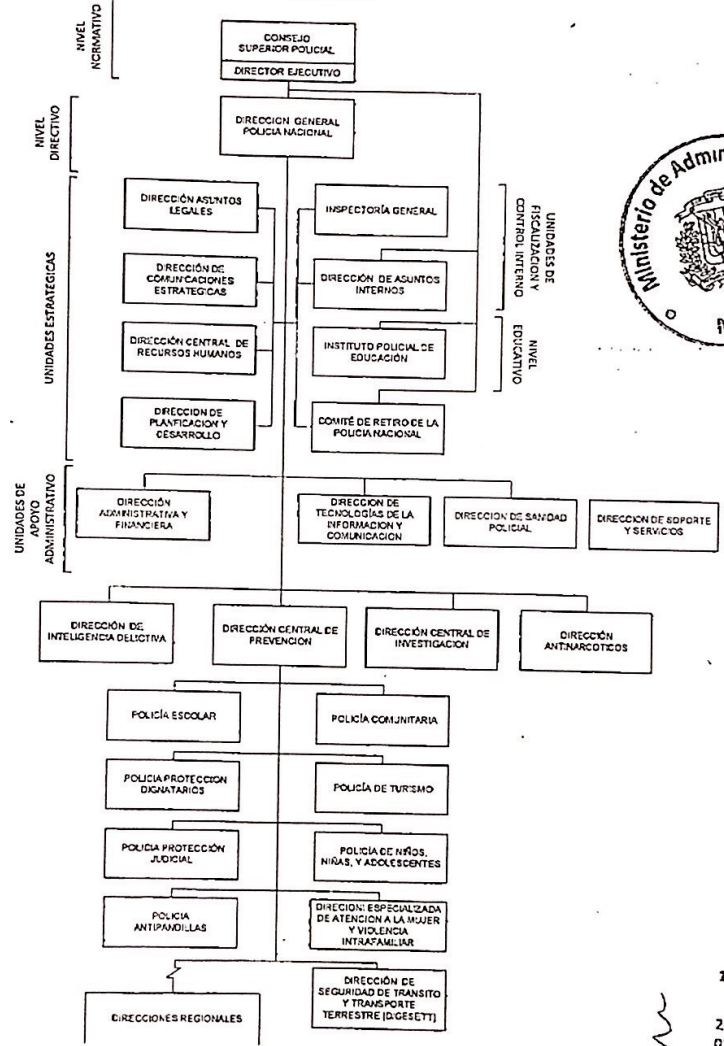 NIVEL
NORMATIVO
CONSEJO
SUPERIOR POLICIAL
DIRECTOR EJECUTIVO
NIVEL
DIRECTIVO
DIRECCION GENERAL
POLICIA NACIONAL
UNIDADES ESTRATEGICAS
DIRECCIÓN ASUNTOS
LEGALES
INSPECTORÍA GENERAL
UNIDADES DE
FISCALIZACION Y
CONTROL INTERNO
Ministerio de Admin
DIRECCIÓN DE
COMUNICACIONES
ESTRATEGICAS
DIRECCIÓN DE ASUNTOS
INTERNOS
DIRECCIÓN CENTRAL DE
RECURSOS HUMANOS
INSTITUTO POLICIAL DE
EDUCACIÓN
NIVEL
EDUCATIVO
DIRECCION DE
PLANFICACION Y
DESARROLLO
COMITÉ DE RETIRO DE LA
POLICIA NACIONAL
UNIDADES DE
APOYO
ADMINISTRATIVO
DIRECCIÓN
ADMINISTRATIVA Y
FINANCIERA
DIRECCION DE
TECNOLOGÍAS DE LA
INFORMACION Y
COMUNICACION
DIRECCION DE SANIDAD
POLICIAL
DIRECCION DE SOPORTE
Y SERVICIOS
DIRECCIÓN DE
INTELIGENCIA DELICTIVA
DIRECCIÓN CENTRAL DE
PREVENCION
DIRECCIÓN CENTRAL DE
INVESTIGACION
DIRECCIÓN
ANTINARCOTICOS
POLICÍA ESCOLAR
POLICÍA COMUNITARIA
POLICIA PROTECCION
DIGNATARIOS
POLICÍA DE TURISMO
POLICIA PROTECCIÓN
JUDICIAL
POLICÍA DE NIÑOS,
NIÑAS, Y ADOLESCENTES
POLICIA
ANTIPANDILLAS
DIRECION ESPECIALIZADA
DE ATENCION A LA MUJER
Y VIOLENCIA
INTRAFAMILIAR
DIRECCIONES REGIONALES
DIRECCIÓN DE
SEGURIDAD DE TRANSITO
Y TRANSPORTE
TERRESTRE (DIGESETT)